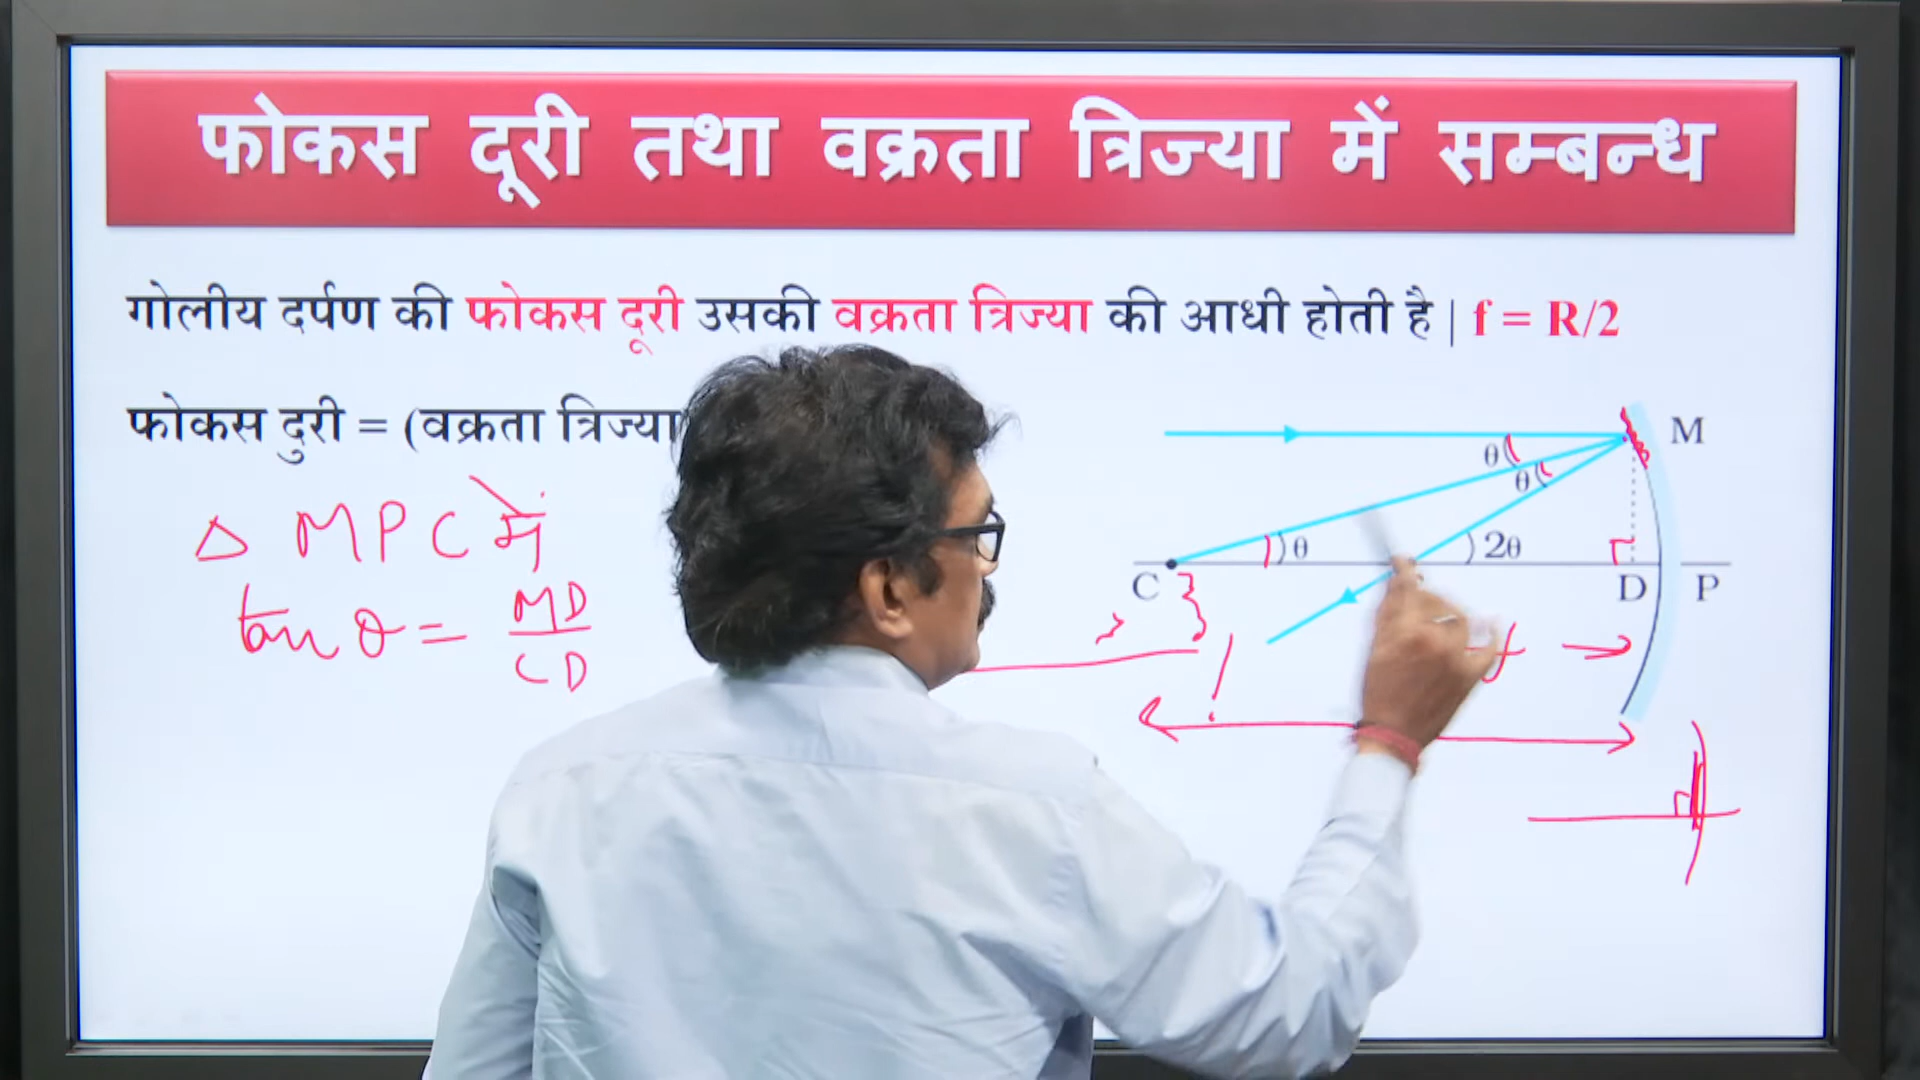 फोकस दूरी तथा वक्रता त्रिज्या में सम्बन्ध
गोलीय दर्पण की फोकस दूरी उसकी वक्रता त्रिज्या की आधी होती है | f = R/2
फोकस दुरी = (वक्रता त्रिज्या
M
θ
θ
θ
2θ
C
D
P
Δ MPC में
tan θ = MD
CD
f